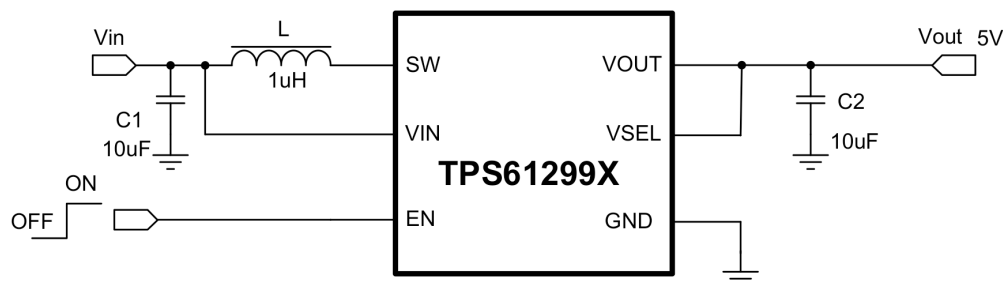 Vin
L
1uH
SW
VOUT
Vout 5V
C1
10uF
VIN
VSEL
C2
10uF
TPS61299X
ON
OFF
EN
GND